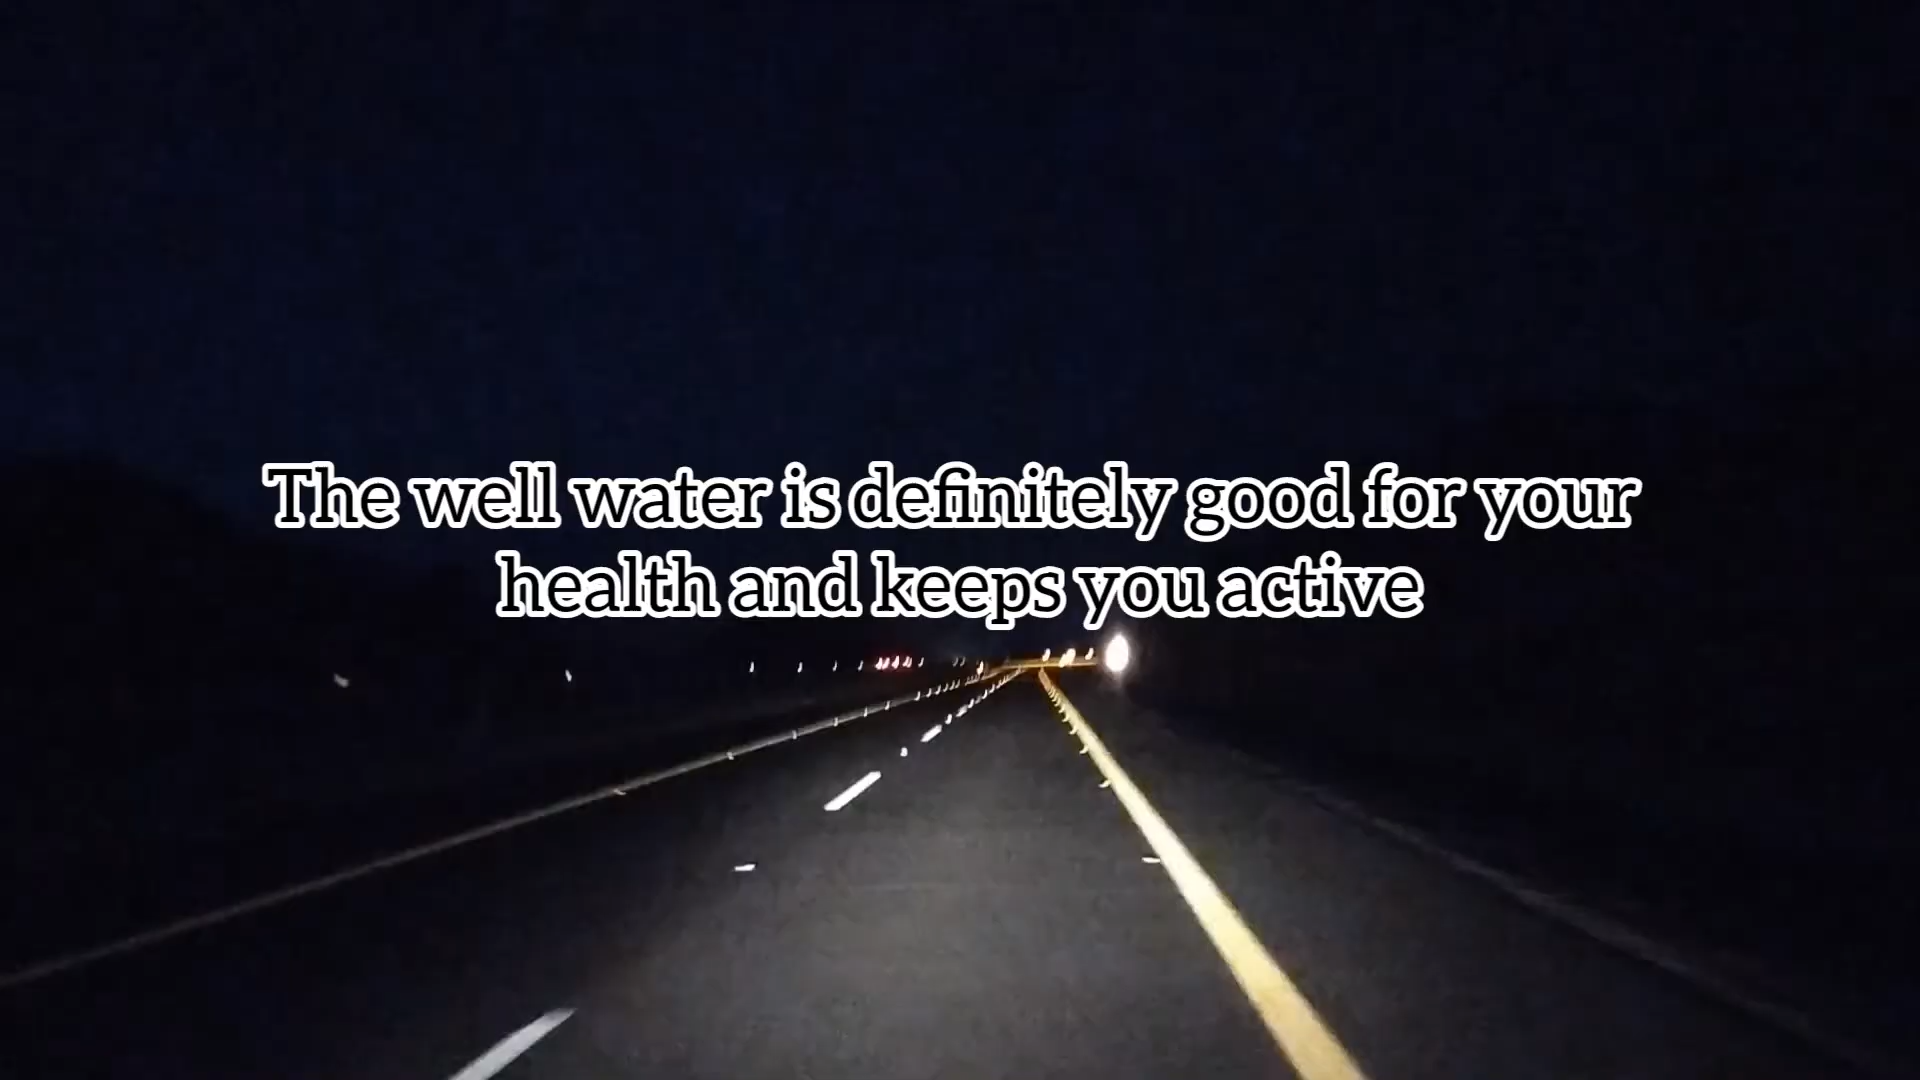 The well water is definitely good for your
health and keeps you active